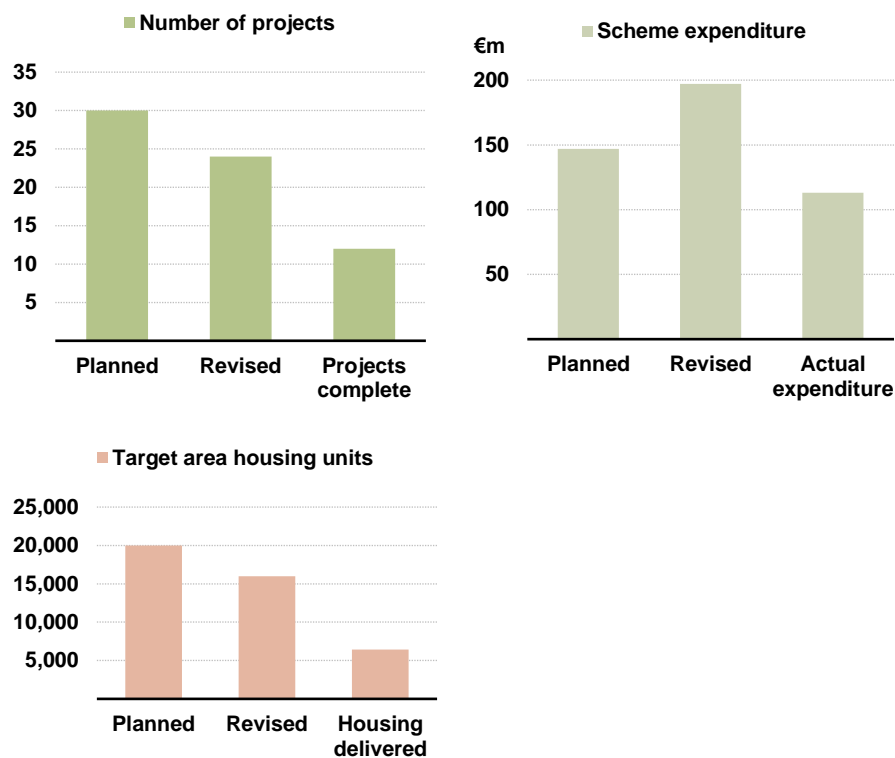 Number of projects
35
30
25
20
15
10
5
Planned Revised Projects
complete
Scheme expenditure
€m
200
150
100
50
Planned Revised Actual
expenditure
Target area housing units
25,000
20,000
15,000
10,000
5,000
Planned Revised Housing
delivered